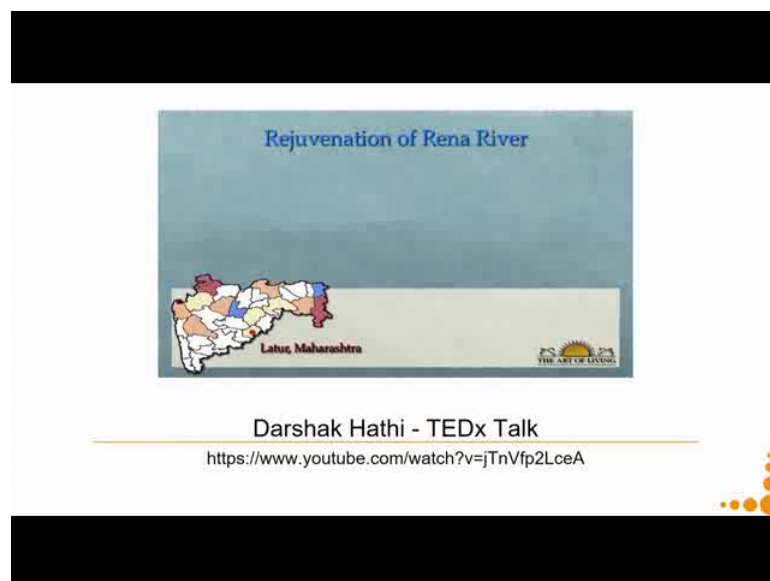 Rejuvenation of Rena River
Latur, Maharashtra
THE ART OF LIVING
Darshak Hathi - TEDx Talk
https://www.youtube.com/watch?v=jTnVfp2LceA